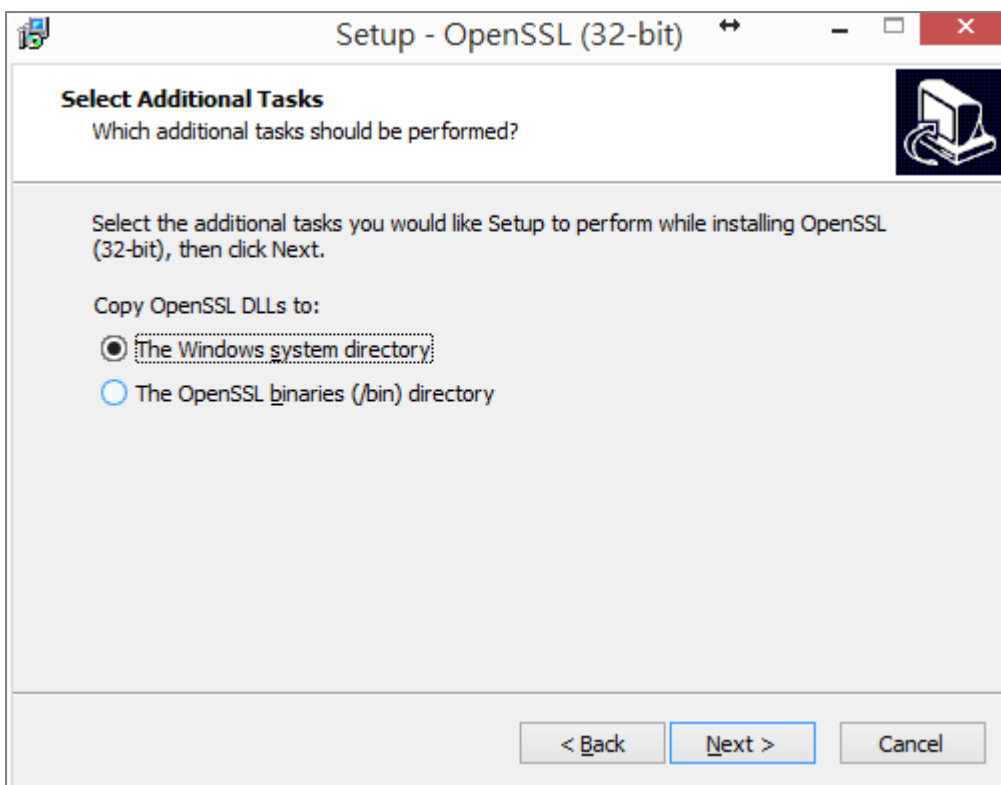 Setup - OpenSSL (32-bit)
Select Additional Tasks
Which additional tasks should be performed?
Select the additional tasks you would like Setup to perform while installing OpenSSL
(32-bit), then click Next.
Copy OpenSSL DLLs to:
The Windows system directory
The OpenSSL binaries (/bin) directory
< Back
Next >
Cancel